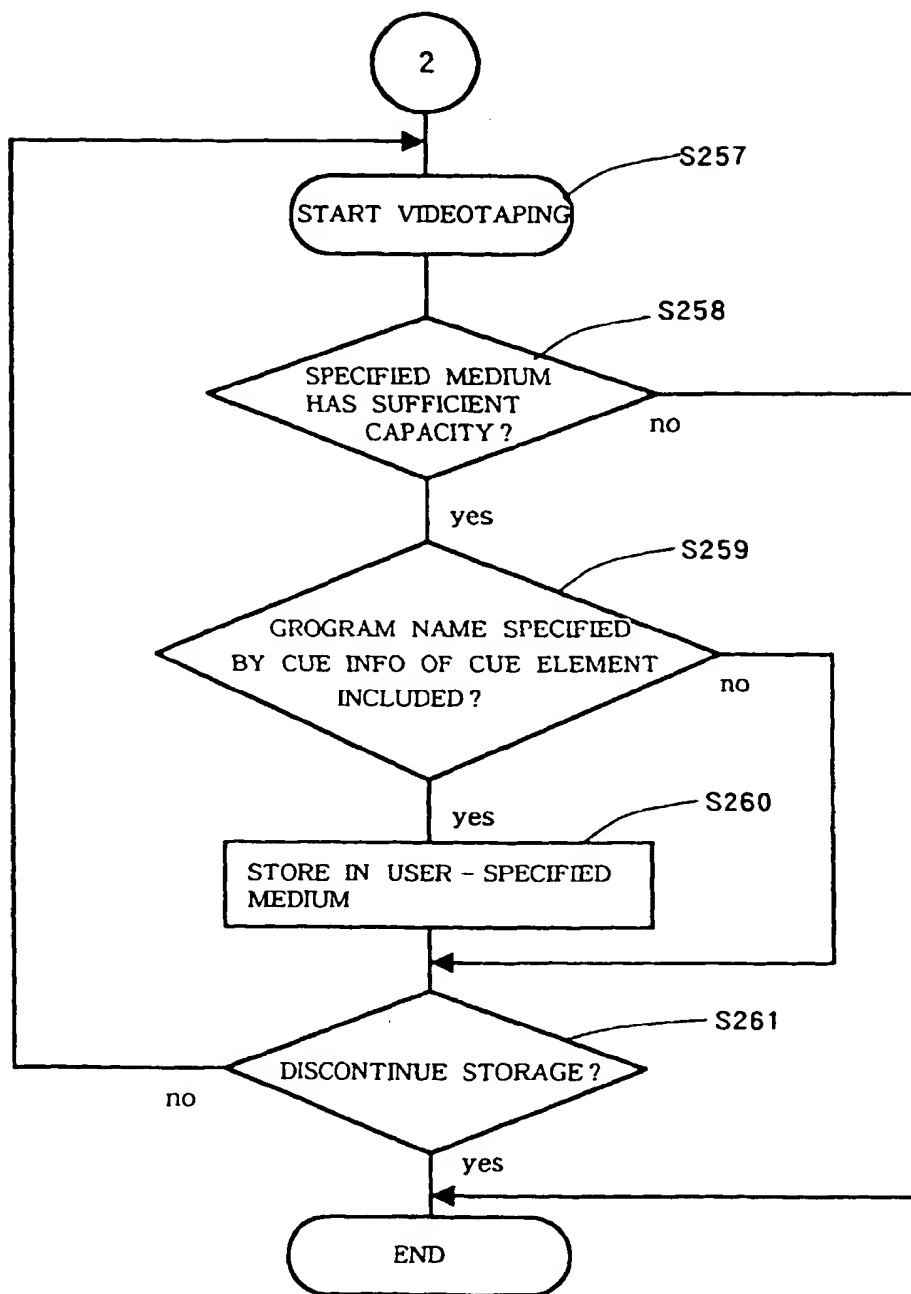 2
S257
START VIDEOTAPING
S258
SPECIFIED MEDIUM
HAS SUFFICIENT
CAPACITY?
no
yes
S259
GROGRAM NAME SPECIFIED
BY CUE INFO OF CUE ELEMENT
INCLUDED?
no
yes
S260
STORE IN USER-SPECIFIED
MEDIUM
S261
DISCONTINUE STORAGE?
no
yes
END